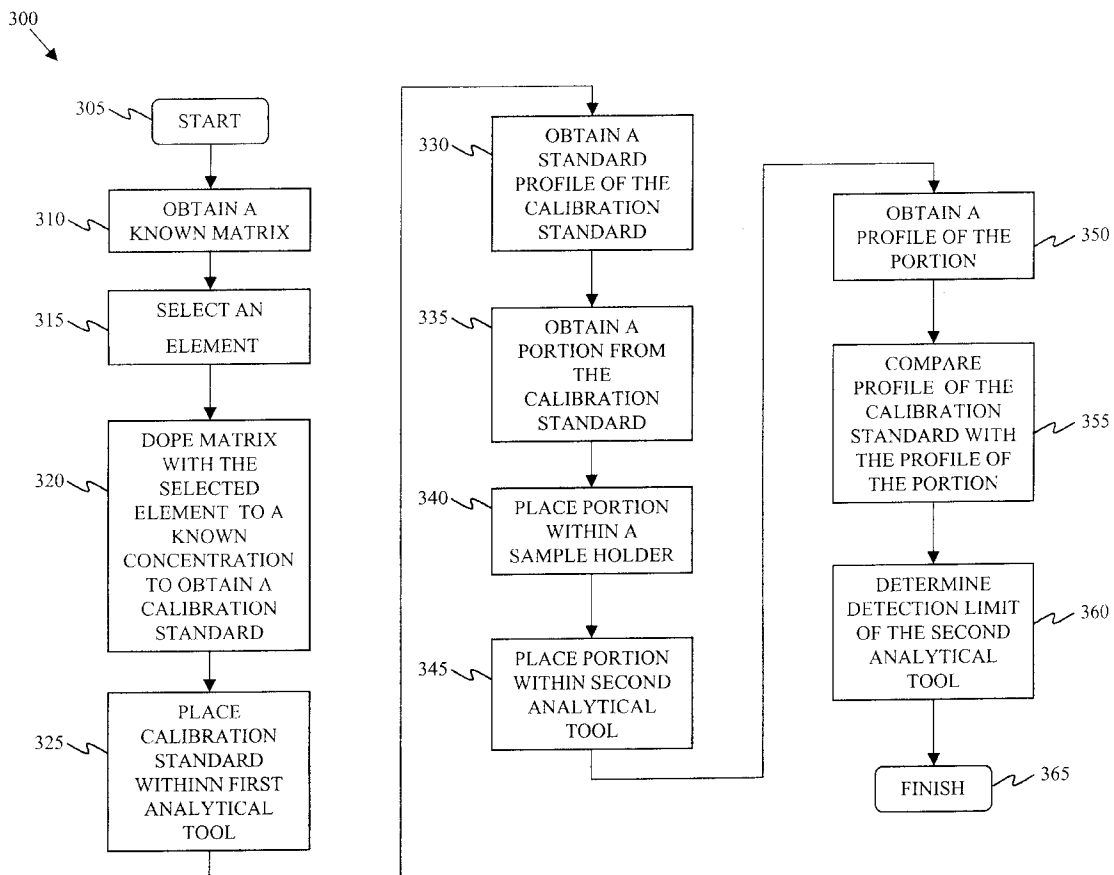 300
305
START
310
OBTAIN A
KNOWN MATRIX
315
SELECT AN
ELEMENT
320
DOPE MATRIX
WITH THE
SELECTED
ELEMENT TO A
KNOWN
CONCENTRATION
TO OBTAIN A
CALIBRATION
STANDARD
325
PLACE
CALIBRATION
STANDARD
WITHINN FIRST
ANALYTICAL
TOOL
330
OBTAIN A
STANDARD
PROFILE OF THE
CALIBRATION
STANDARD
335
OBTAIN A
PORTION FROM
THE
CALIBRATION
STANDARD
340
PLACE PORTION
WITHIN A
SAMPLE HOLDER
345
PLACE PORTION
WITHIN SECOND
ANALYTICAL
TOOL
OBTAIN A
PROFILE OF THE
PORTION
350
COMPARE
PROFILE OF THE
CALIBRATION
STANDARD WITH
THE PROFILE OF
THE PORTION
355
DETERMINE
DETECTION LIMIT
OF THE SECOND
ANALYTICAL
TOOL
360
FINISH
365